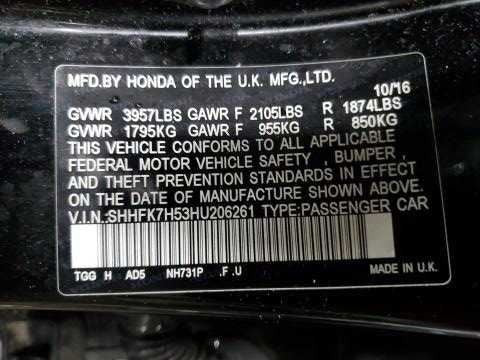 MFD.BY HONDA OF THE U.K. MFG.,LTD.
10/16
GVWR 3957LBS GAWR F 2105LBS R 1874LBS
GVWR 1795KG GAWR F 955KG R 850KG
THIS VEHICLE CONFORMS TO ALL APPLICABLE
FEDERAL MOTOR VEHICLE SAFETY , BUMPER,
AND THEFT PREVENTION STANDARDS IN EFFECT
ON THE DATE OF MANUFACTURE SHOWN ABOVE.
V.I.N.:SHHFK7H53HU206261 TYPE:PASSENGER CAR
TGG H AD5 NH731P .F .U MADE IN U.K.